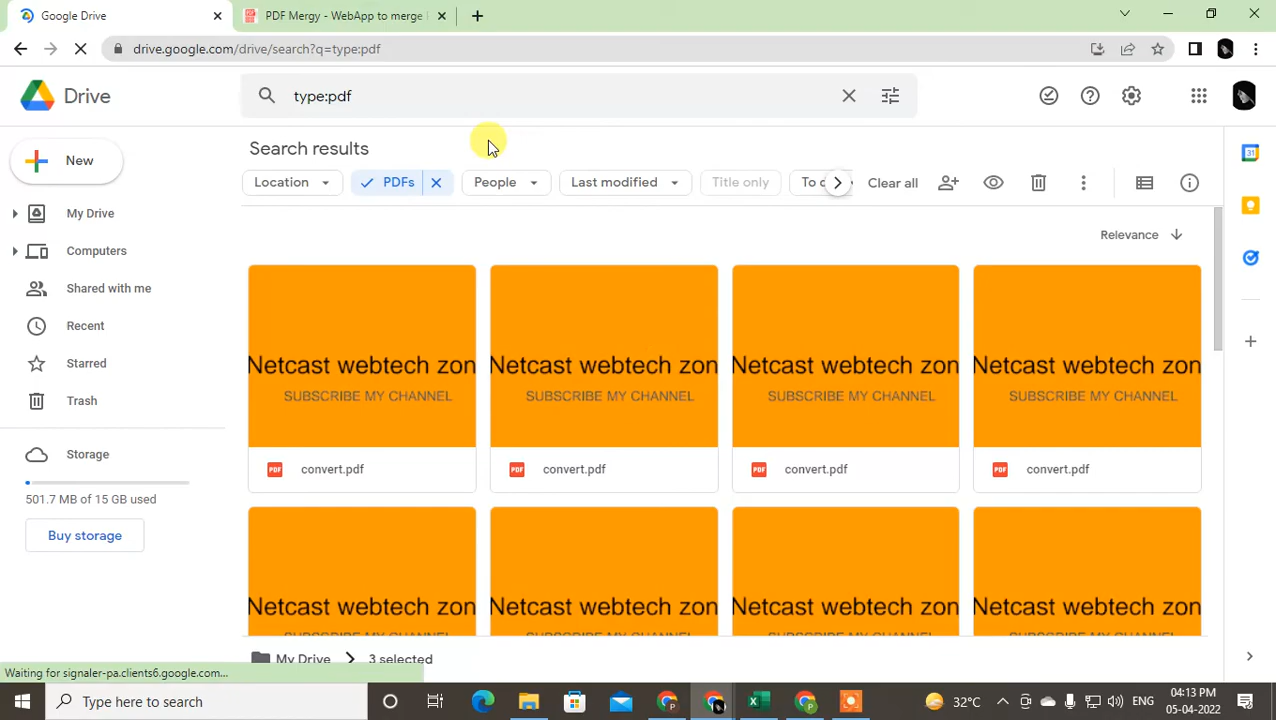 Google Drive
PDF Mergy - WebApp to merge
drive.google.com/drive/search?q=type:pdf
Drive
type:pdf
New
Search results
Location
PDFs
People
Last modified
Title only
Clear all
My Drive
Computers
Shared with me
Recent
Starred
Trash
Storage
501.7 MB of 15 GB used
Buy storage
Relevance
31
Netcast webtech zon
SUBSCRIBE MY CHANNEL
Netcast webtech zon
SUBSCRIBE MY CHANNEL
Netcast webtech zon
SUBSCRIBE MY CHANNEL
Netcast webtech zon
SUBSCRIBE MY CHANNEL
PDF convert.pdf
PDF convert.pdf
PDF convert.pdf
PDF convert.pdf
Netcast webtech zon
Netcast webtech zon
Netcast webtech zon
Netcast webtech zon
My Drive
3 selected
Waiting for signaler-pa.clients6.google.com...
Type here to search
32°C
ENG
04:13 PM
05-04-2022